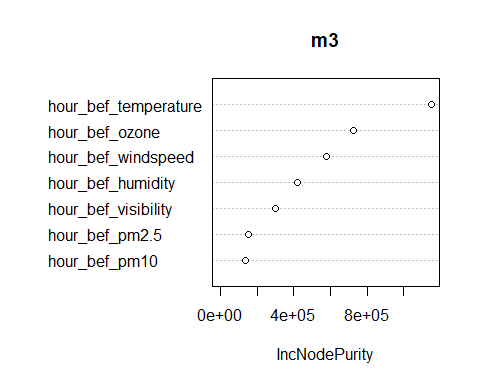 m3
hour_bef_temperature
hour_bef_ozone
hour_bef_windspeed
hour_bef_humidity
hour_bef_visibility
hour_bef_pm2.5
hour_bef_pm10
0e+00 4e+05 8e+05
IncNodePurity